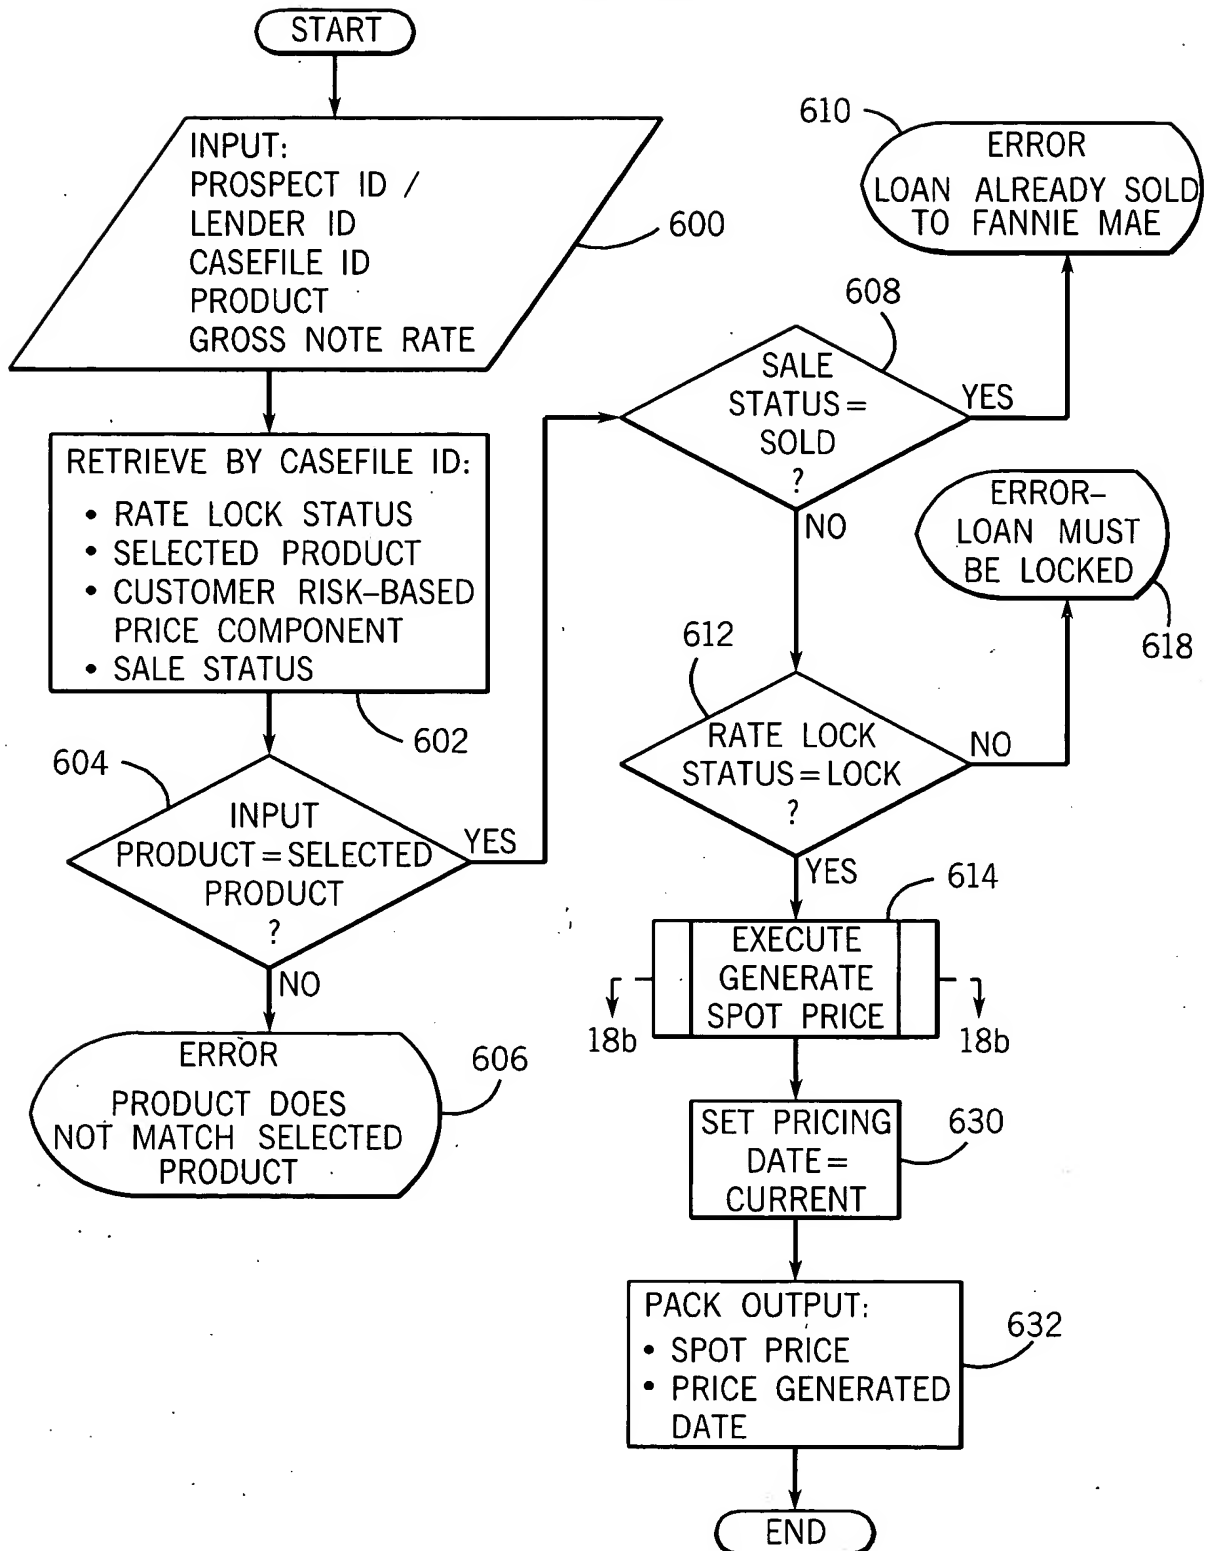 START
INPUT:
PROSPECT ID /
LENDER ID
CASEFILE ID
PRODUCT
GROSS NOTE RATE
600
RETRIEVE BY CASEFILE ID:
• RATE LOCK STATUS
• SELECTED PRODUCT
• CUSTOMER RISK–BASED
PRICE COMPONENT
• SALE STATUS
602
604
INPUT
PRODUCT=SELECTED
PRODUCT
?
YES
NO
ERROR
PRODUCT DOES
NOT MATCH SELECTED
PRODUCT
606
608
SALE
STATUS=
SOLD
?
YES
NO
610
ERROR
LOAN ALREADY SOLD
TO FANNIE MAE
612
RATE LOCK
STATUS=LOCK
?
NO
YES
ERROR–
LOAN MUST
BE LOCKED
618
614
EXECUTE
GENERATE
SPOT PRICE
18b
18b
SET PRICING
DATE=
CURRENT
630
PACK OUTPUT:
• SPOT PRICE
• PRICE GENERATED
DATE
632
END